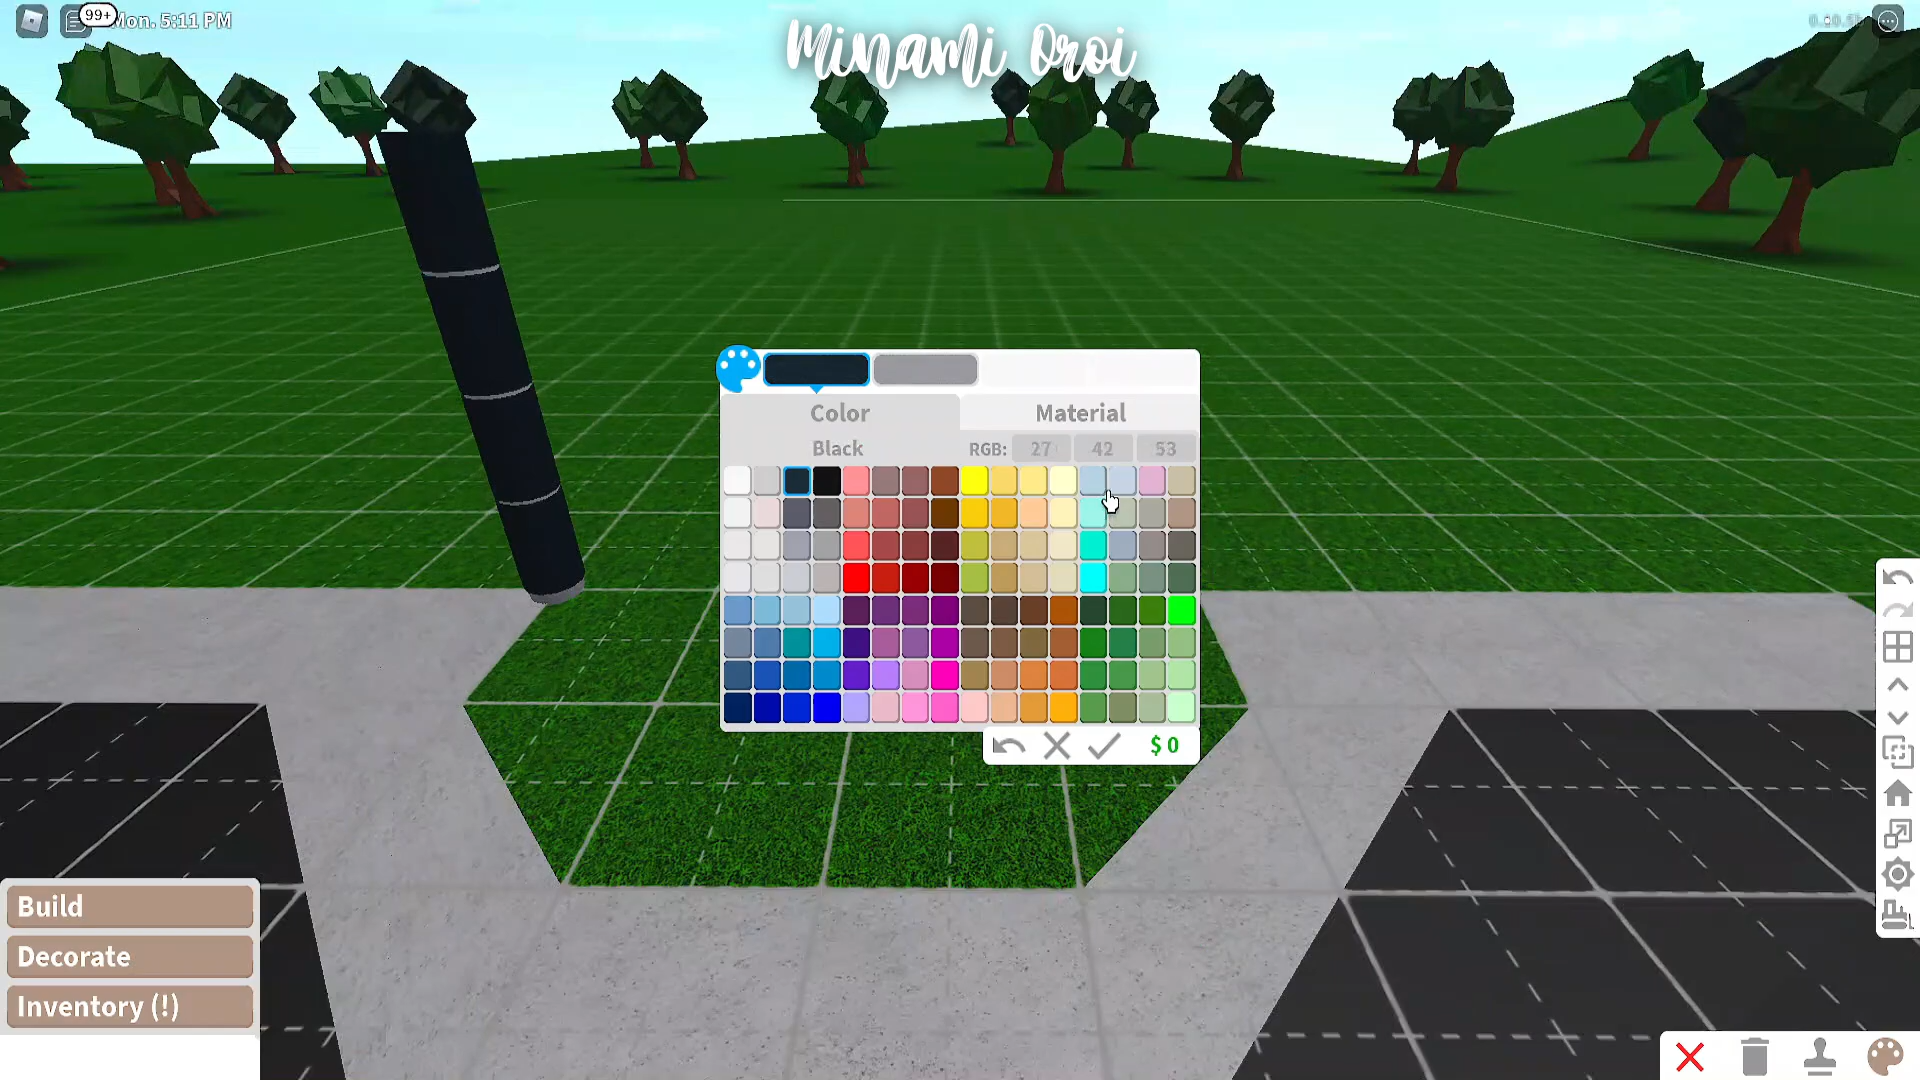 99+
Mon. 5:11 PM
Minami Oroi
Color
Material
Black
RGB: 27 42 53
$ 0
Build
Decorate
Inventory (!)